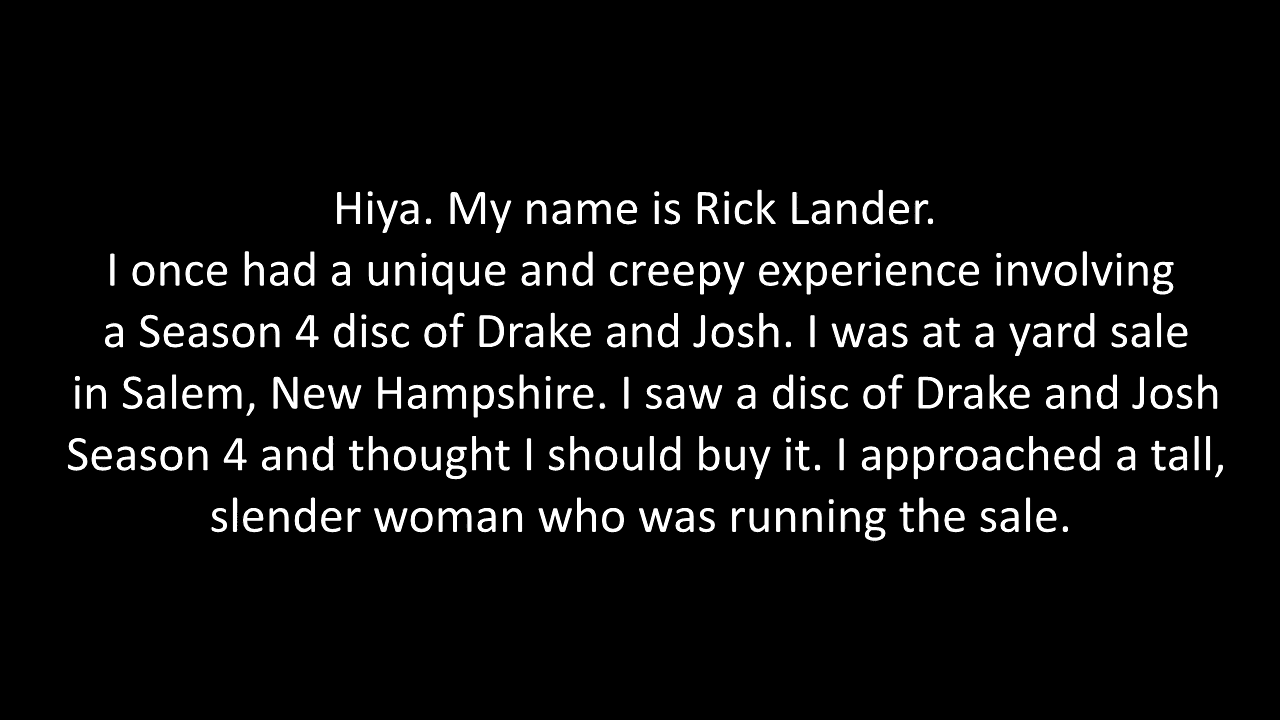 Hiya. My name is Rick Lander.
I once had a unique and creepy experience involving
a Season 4 disc of Drake and Josh. I was at a yard sale
in Salem, New Hampshire. I saw a disc of Drake and Josh
Season 4 and thought I should buy it. I approached a tall,
slender woman who was running the sale.